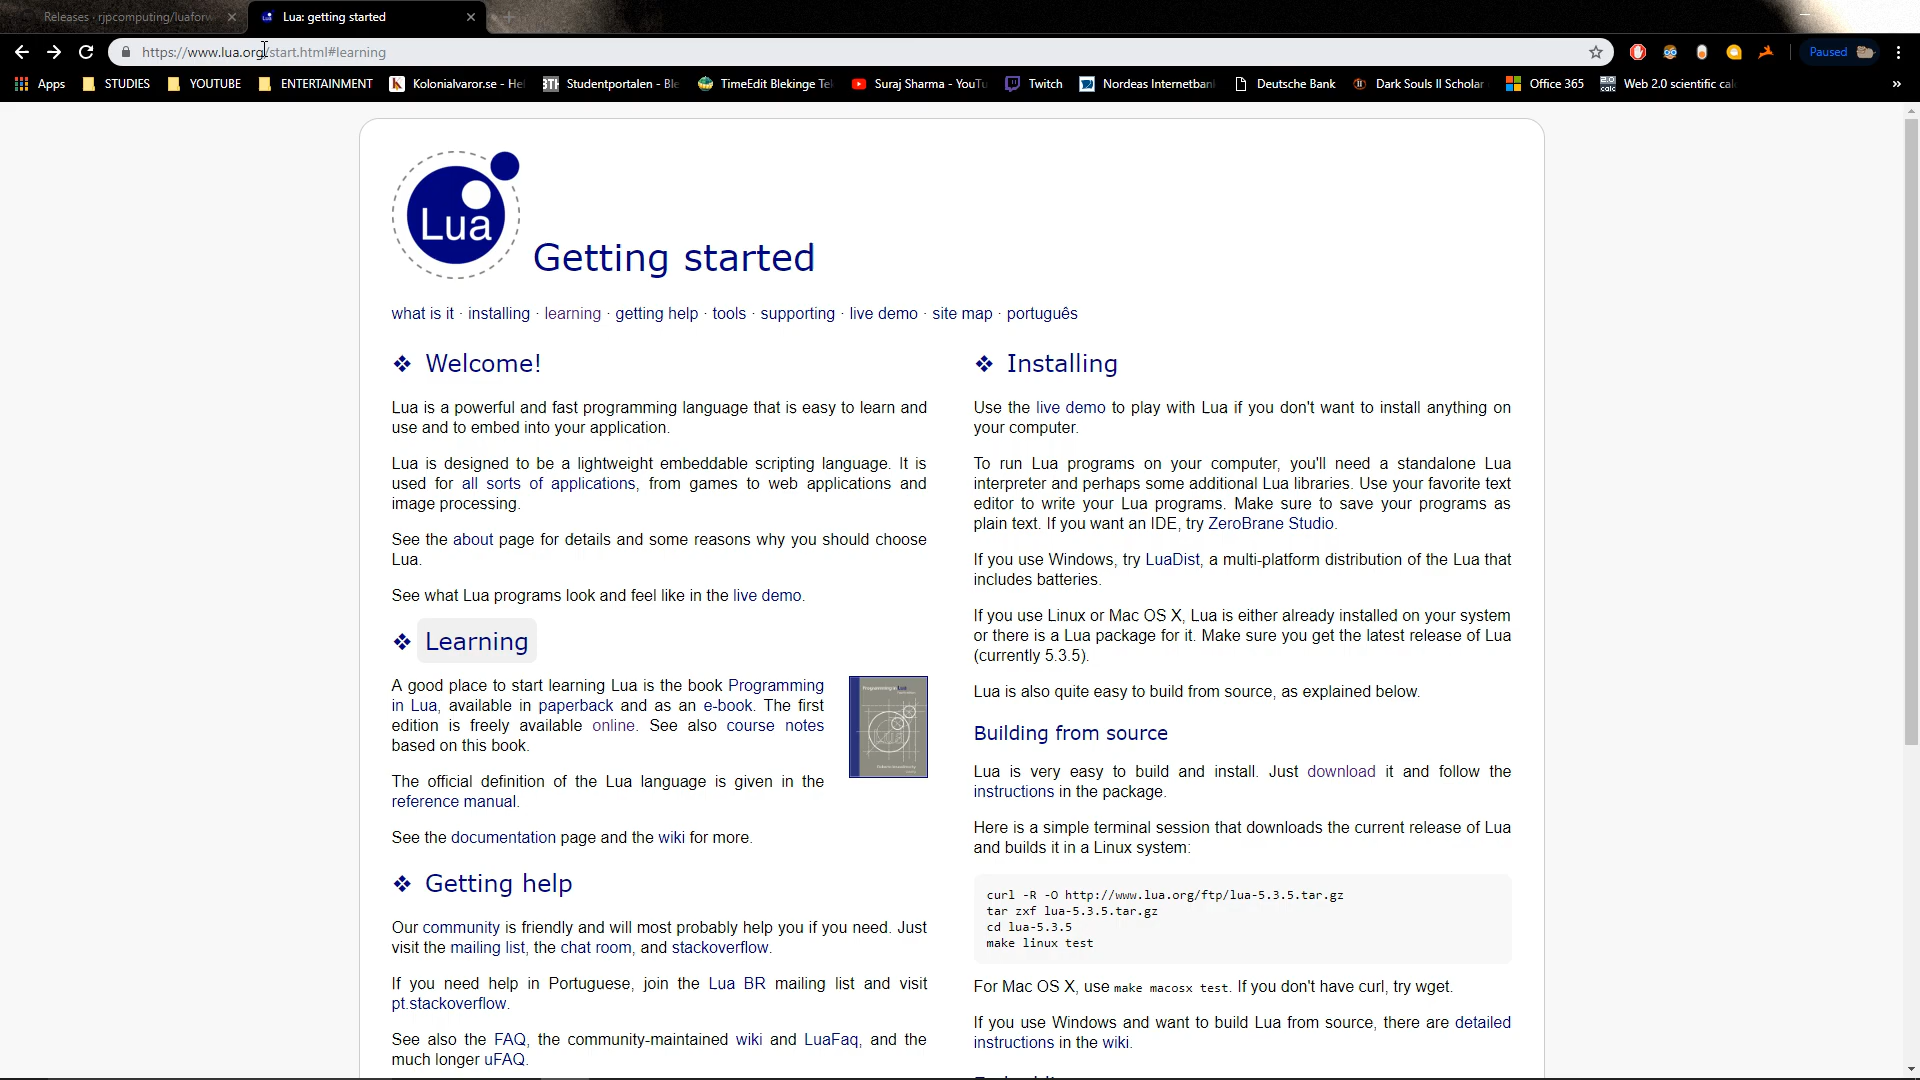 Releases · rjpcomputing/luaforw
Lua: getting started
https://www.lua.org/start.html#learning
Paused
Apps
STUDIES
YOUTUBE
ENTERTAINMENT
Kolonialvaror.se - He
Studentportalen - Ble
TimeEdit Blekinge Te
Suraj Sharma - YouTu
Twitch
Nordeas Internetban
Deutsche Bank
Dark Souls II Scholar
Office 365
Web 2.0 scientific cal
»
Lua
Getting started
what is it · installing · learning · getting help · tools · supporting · live demo · site map · português
❖ Welcome!
Lua is a powerful and fast programming language that is easy to learn and
use and to embed into your application.
Lua is designed to be a lightweight embeddable scripting language. It is
used for all sorts of applications, from games to web applications and
image processing.
See the about page for details and some reasons why you should choose
Lua.
See what Lua programs look and feel like in the live demo.
❖ Learning
A good place to start learning Lua is the book Programming
in Lua, available in paperback and as an e-book. The first
edition is freely available online. See also course notes
based on this book.
Programming in Lua
The official definition of the Lua language is given in the
reference manual.
See the documentation page and the wiki for more.
❖ Getting help
Our community is friendly and will most probably help you if you need. Just
visit the mailing list, the chat room, and stackoverflow.
If you need help in Portuguese, join the Lua BR mailing list and visit
pt.stackoverflow.
See also the FAQ, the community-maintained wiki and LuaFaq, and the
much longer uFAQ.
❖ Installing
Use the live demo to play with Lua if you don't want to install anything on
your computer.
To run Lua programs on your computer, you'll need a standalone Lua
interpreter and perhaps some additional Lua libraries. Use your favorite text
editor to write your Lua programs. Make sure to save your programs as
plain text. If you want an IDE, try ZeroBrane Studio.
If you use Windows, try LuaDist, a multi-platform distribution of the Lua that
includes batteries.
If you use Linux or Mac OS X, Lua is either already installed on your system
or there is a Lua package for it. Make sure you get the latest release of Lua
(currently 5.3.5).
Lua is also quite easy to build from source, as explained below.
Building from source
Lua is very easy to build and install. Just download it and follow the
instructions in the package.
Here is a simple terminal session that downloads the current release of Lua
and builds it in a Linux system:
curl -R -O http://www.lua.org/ftp/lua-5.3.5.tar.gz
tar zxf lua-5.3.5.tar.gz
cd lua-5.3.5
make linux test
For Mac OS X, use make macosx test. If you don't have curl, try wget.
If you use Windows and want to build Lua from source, there are detailed
instructions in the wiki.